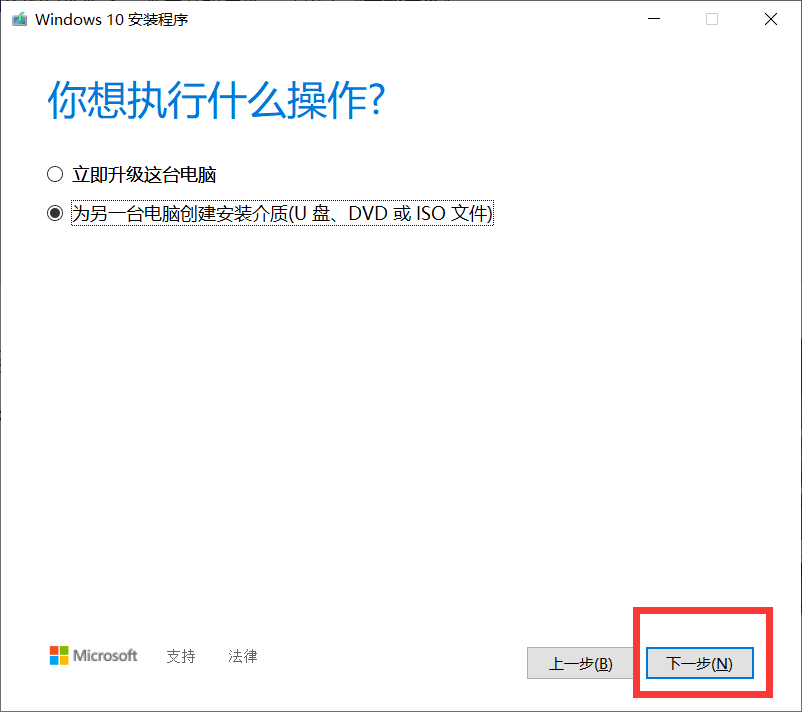 Windows 10 安装程序
你想执行什么操作?
立即升级这台电脑
为另一台电脑创建安装介质(U 盘、DVD 或 ISO 文件)
Microsoft 支持 法律 上一步(B) 下一步(N)